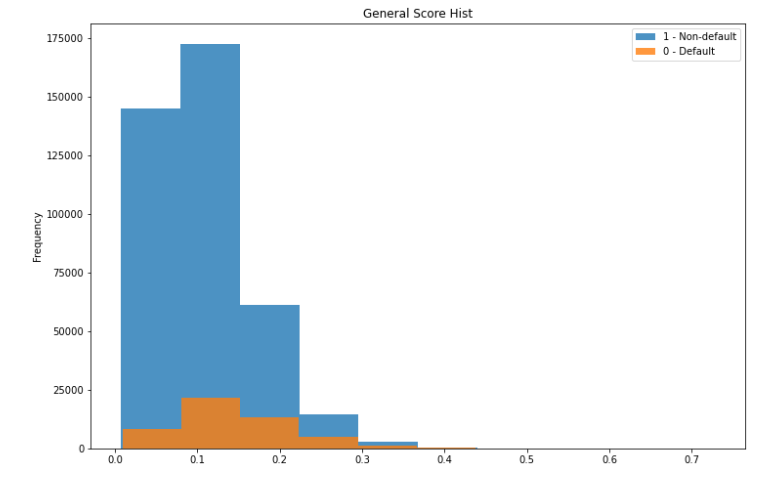 General Score Hist
1 - Non-default
0 - Default
Frequency
175000
150000
125000
100000
75000
50000
25000
0
0.0 0.1 0.2 0.3 0.4 0.5 0.6 0.7